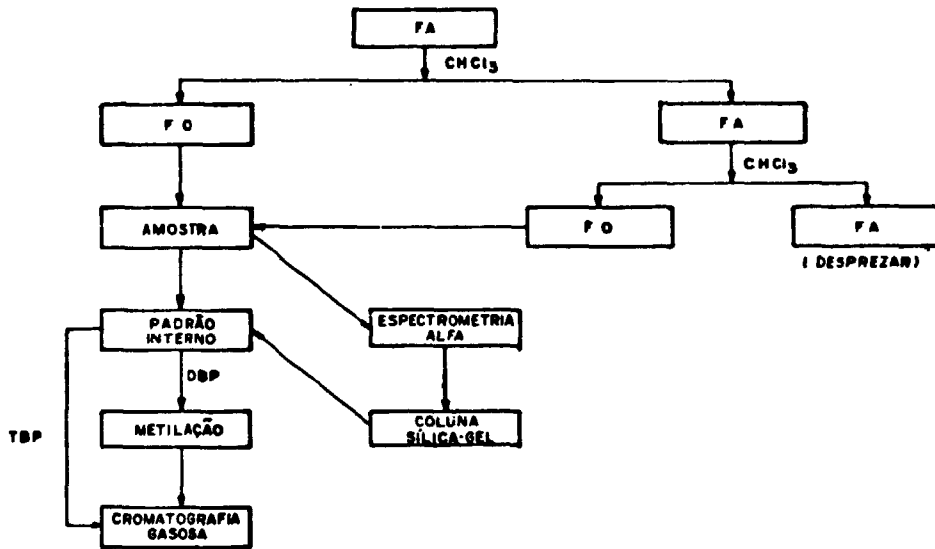 FA
CHCl₃
FO
FA
CHCl₃
AMOSTRA
FO
FA
(DESPREZAR)
PADRÃO
INTERNO
ESPECTROMETRIA
ALFA
DBP
TBP
METILAÇÃO
COLUNA
SÍLICA-GEL
CROMATOGRAFIA
GASOSA